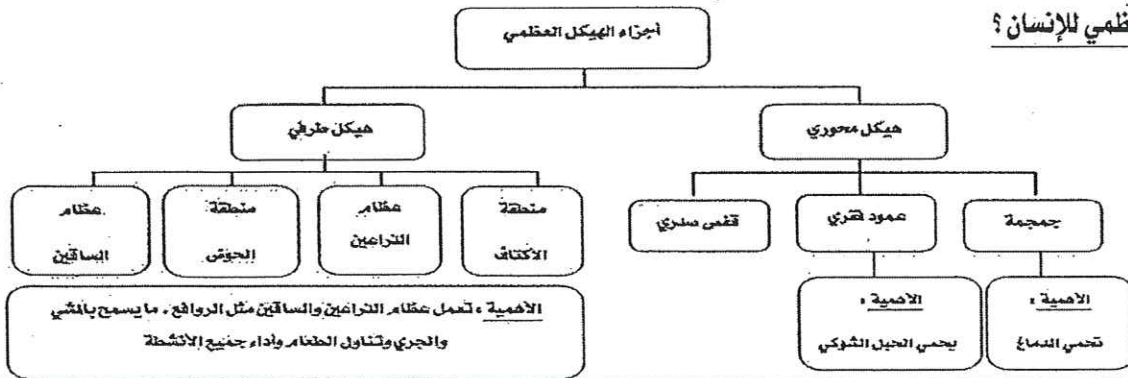 ظمي للإنسان ؟
أجزاء الهيكل العظمي
هيكل محوري
هيكل طرفي
جمجمة
عمود فقري
قفص صدري
منطقة
الأكتاف
عظام
الذراعين
منطقة
الحوض
عظام
الساقين
الأهمية :
تحمي الدماغ
الأهمية :
يحمي الحبل الشوكي
الأهمية : تعمل عظام الذراعين والساقين مثل الروافع ، ما يسمح بالمشي
والجري وتناول الطعام وأداء جميع الأنشطة